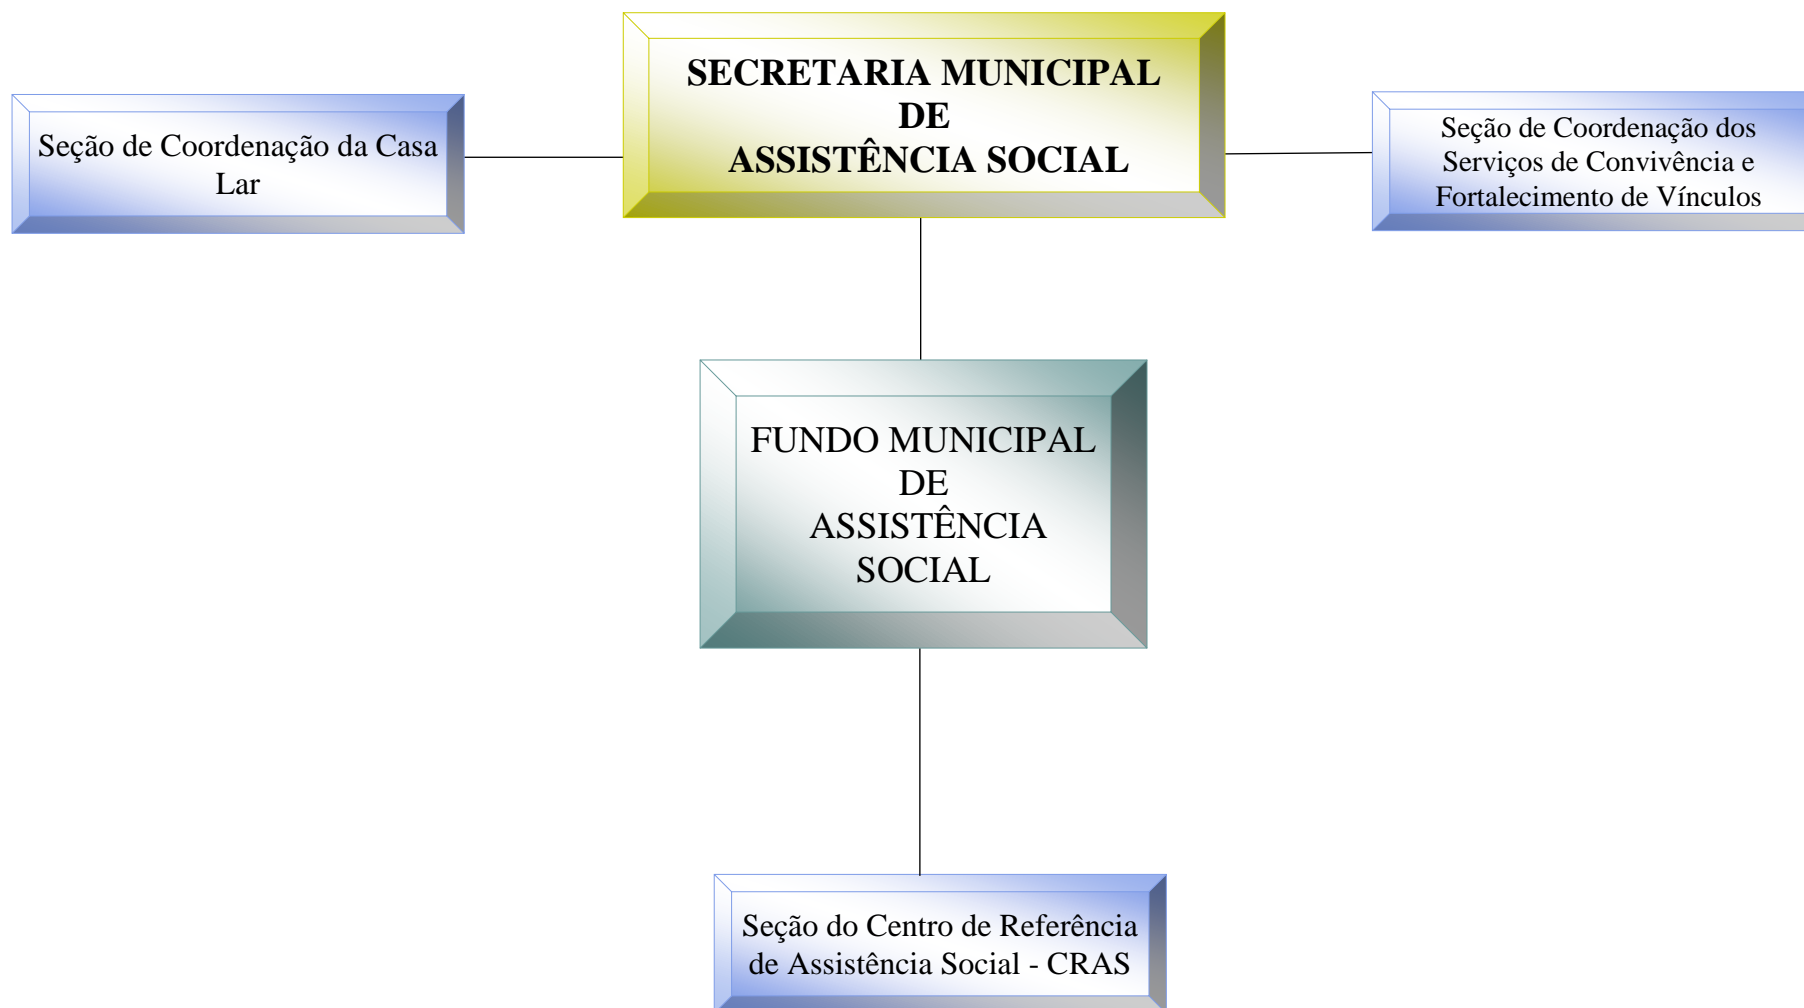 SECRETARIA MUNICIPAL
DE
ASSISTÊNCIA SOCIAL
Seção de Coordenação da Casa
Lar
Seção de Coordenação dos
Serviços de Convivência e
Fortalecimento de Vínculos
FUNDO MUNICIPAL
DE
ASSISTÊNCIA
SOCIAL
Seção do Centro de Referência
de Assistência Social - CRAS